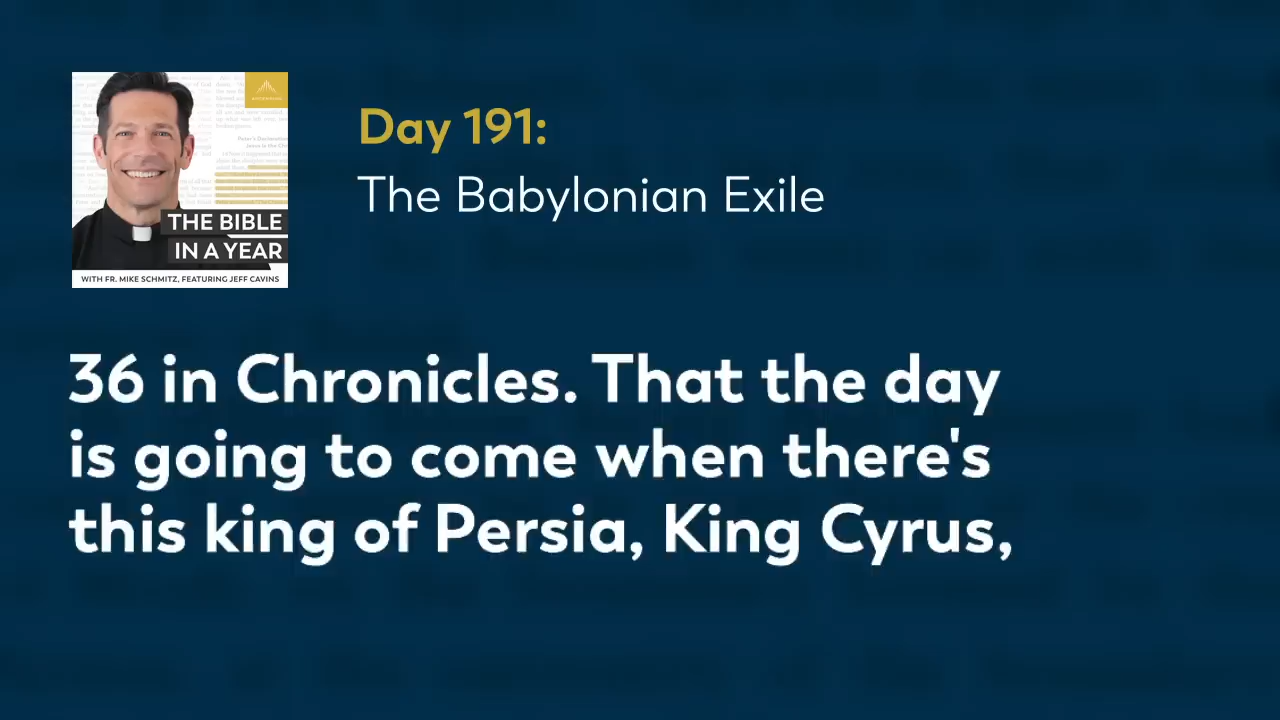 Day 191:
The Babylonian Exile
THE BIBLE
IN A YEAR
WITH FR. MIKE SCHMITZ, FEATURING JEFF CAVINS
36 in Chronicles. That the day
is going to come when there's
this king of Persia, King Cyrus,